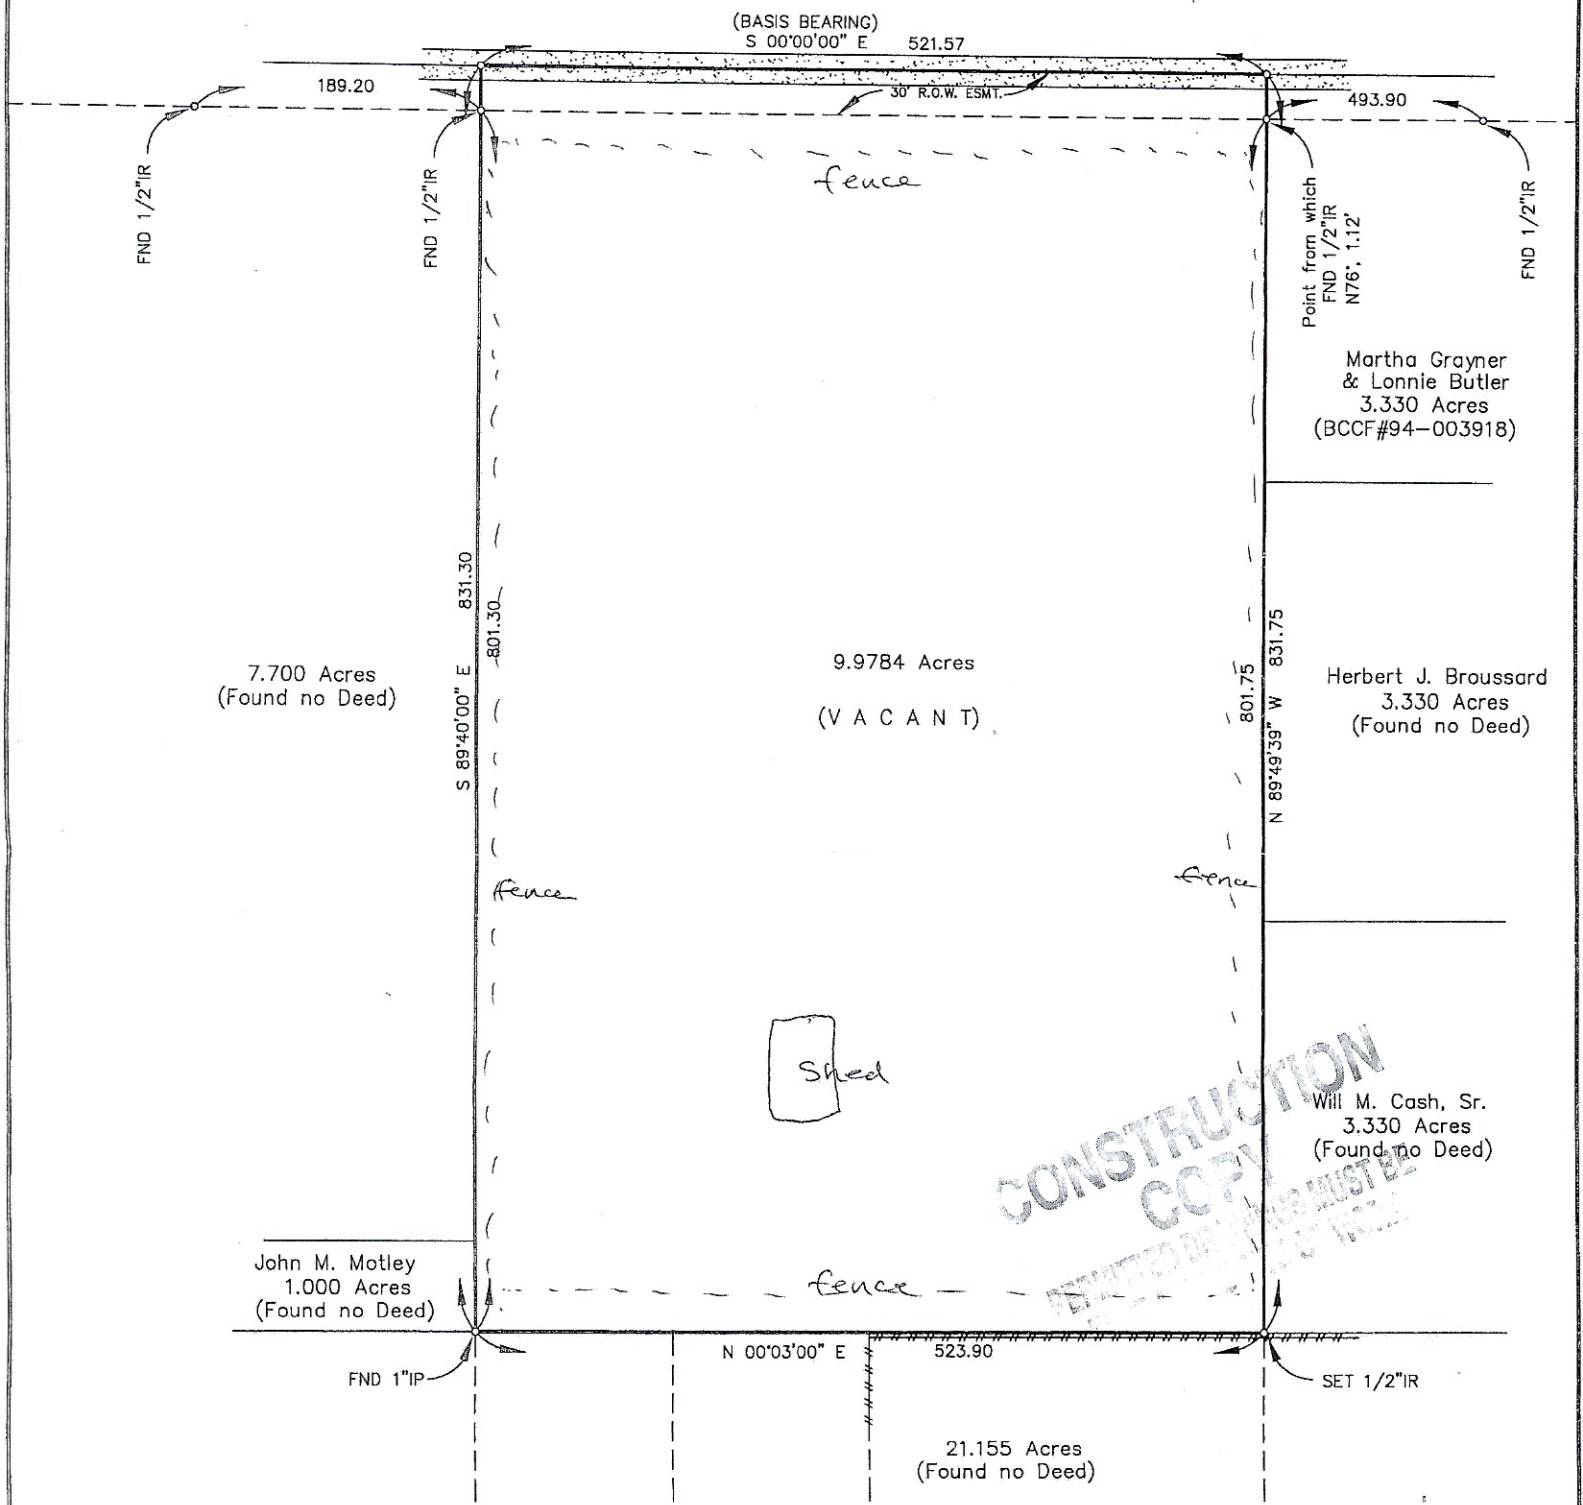 (BASIS BEARING)
S 00°00'00" E 521.57
189.20
30' R.O.W. ESMT.
493.90
FND 1/2"IR
FND 1/2"IR
fence
Point from which
FND 1/2"IR
N76°, 1.12'
FND 1/2"IR
Martha Grayner
& Lonnie Butler
3.330 Acres
(BCCF#94-003918)
S 89°40'00" E 831.30
801.30
7.700 Acres
(Found no Deed)
9.9784 Acres
(V A C A N T)
801.75
N 89°49'39" W 831.75
Herbert J. Broussard
3.330 Acres
(Found no Deed)
fence
fence
Shed
CONSTRUCTION
COPY
PERMITTED MUST BE
Will M. Cash, Sr.
3.330 Acres
(Found no Deed)
John M. Motley
1.000 Acres
(Found no Deed)
fence
N 00°03'00" E 523.90
FND 1"IP
SET 1/2"IR
21.155 Acres
(Found no Deed)